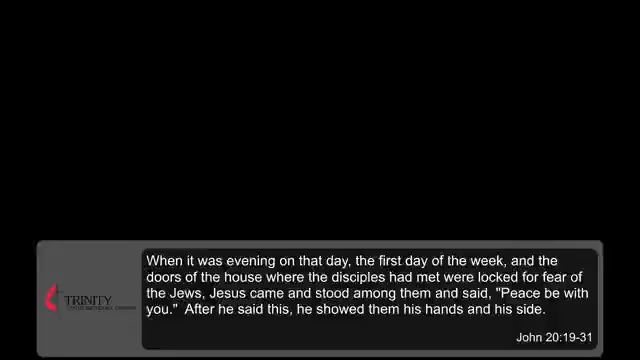 When it was evening on that day, the first day of the week, and the
doors of the house where the disciples had met were locked for fear of
the Jews, Jesus came and stood among them and said, "Peace be with
you."  After he said this, he showed them his hands and his side.
John 20:19-31
TRINITY